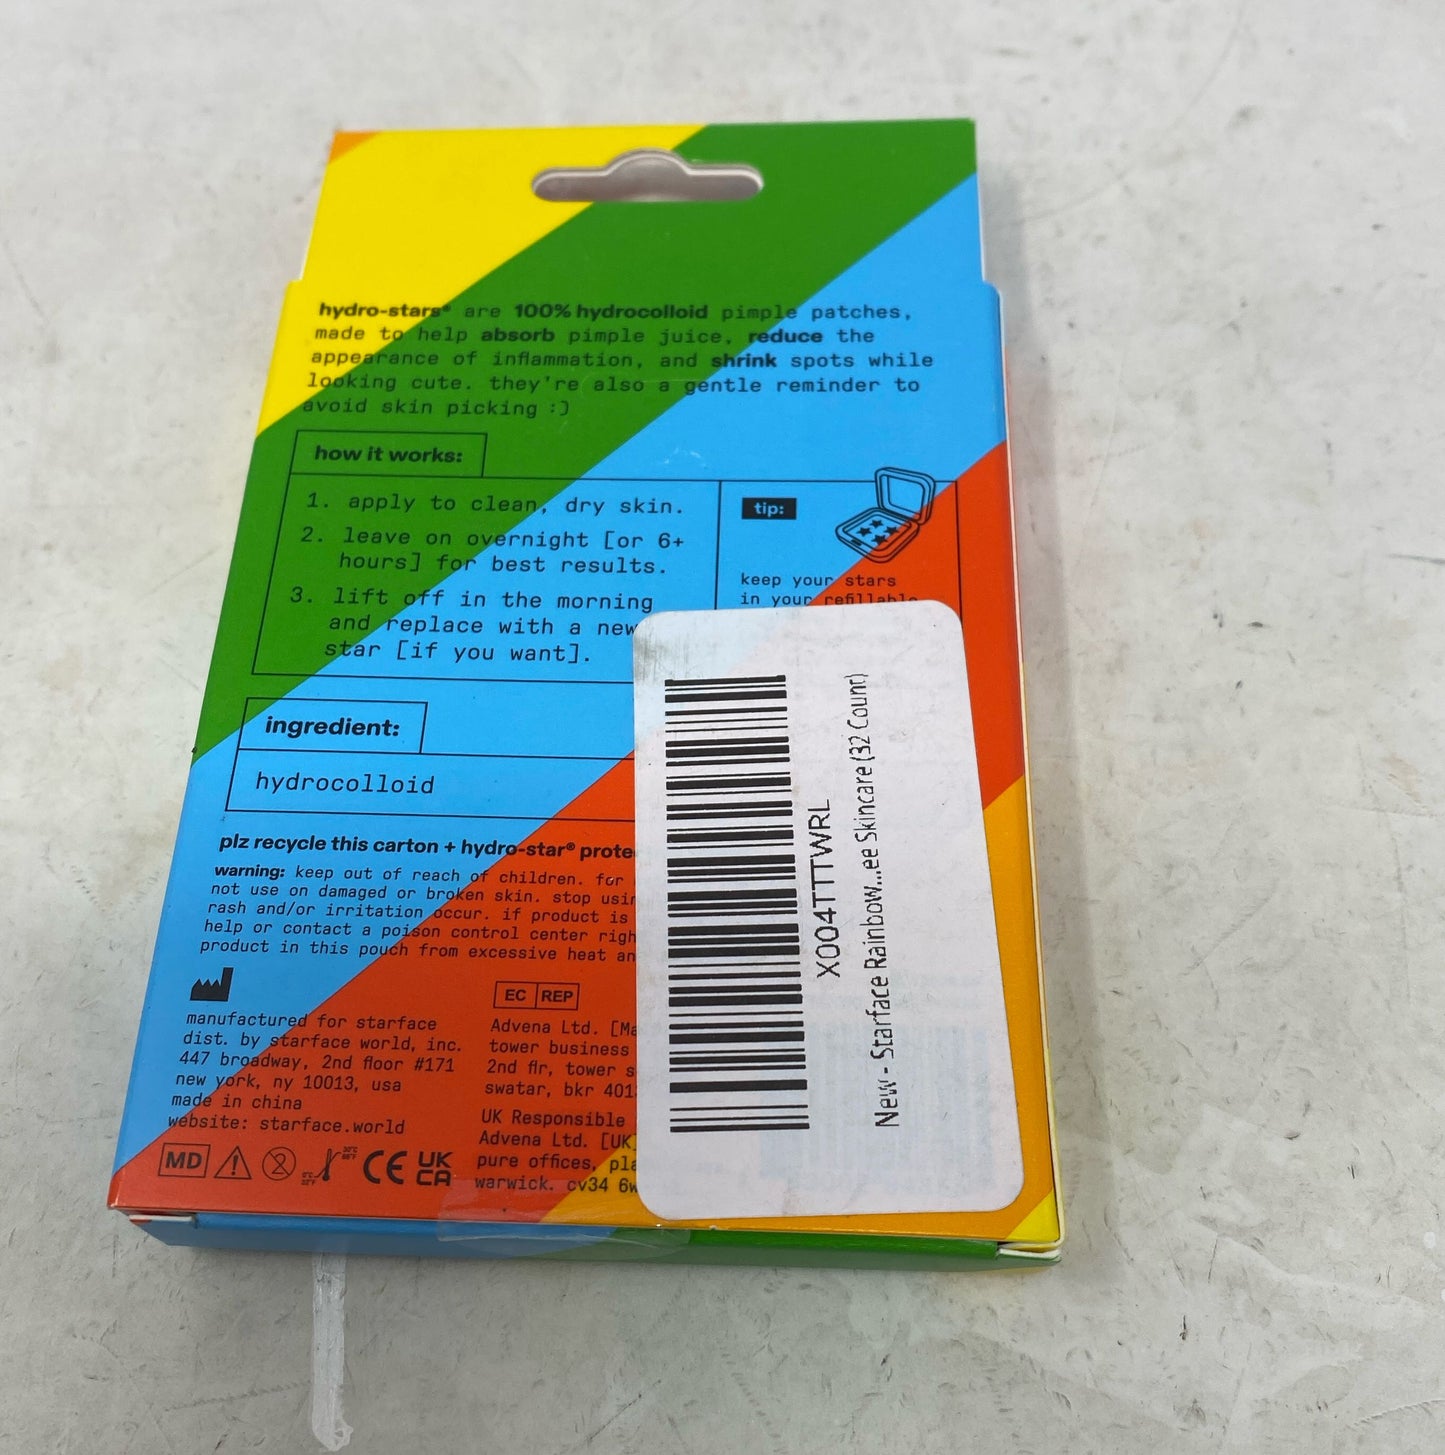 hydro-stars® are 100% hydrocolloid pimple patches,
made to help absorb pimple juice, reduce the
appearance of inflammation, and shrink spots while
looking cute. they're also a gentle reminder to
avoid skin picking :)
how it works:
1. apply to clean, dry skin.
2. leave on overnight [or 6+
hours] for best results.
3. lift off in the morning
and replace with a new
star [if you want].
tip:
keep your stars
in your refillable
ingredient:
hydrocolloid
plz recycle this carton + hydro-star®
warning: keep out of reach of children. for
not use on damaged or broken skin. stop
rash and/or irritation occur. if product is
help or contact a poison control center
product in this pouch from excessive heat
manufactured for starface
dist. by starface world, inc.
447 broadway, 2nd floor #171
new york, ny 10013, usa
made in china
website: starface.world
EC REP
Advena Ltd.
tower business
2nd flr, tower
swatar, bkr
UK Responsible
Advena Ltd. [UK]
pure offices,
warwick. cv34
MD
2
0°C
32°F
30°C
86°F
CE
UK
CA
X004TTTWRL
New - Starface Rainbow...ee Skincare (32 Count)